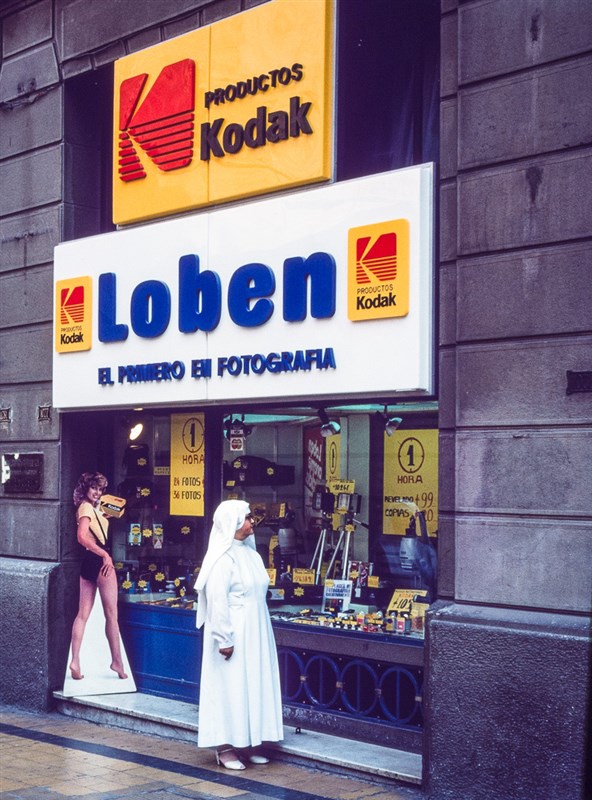 PRODUCTOS
Kodak
Loben
PRODUCTOS
Kodak
PRODUCTOS
Kodak
EL PRIMERO EN FOTOGRAFIA
1
HORA
24 FOTOS
36 FOTOS
1
HORA
REVELADO +99
COPIAS